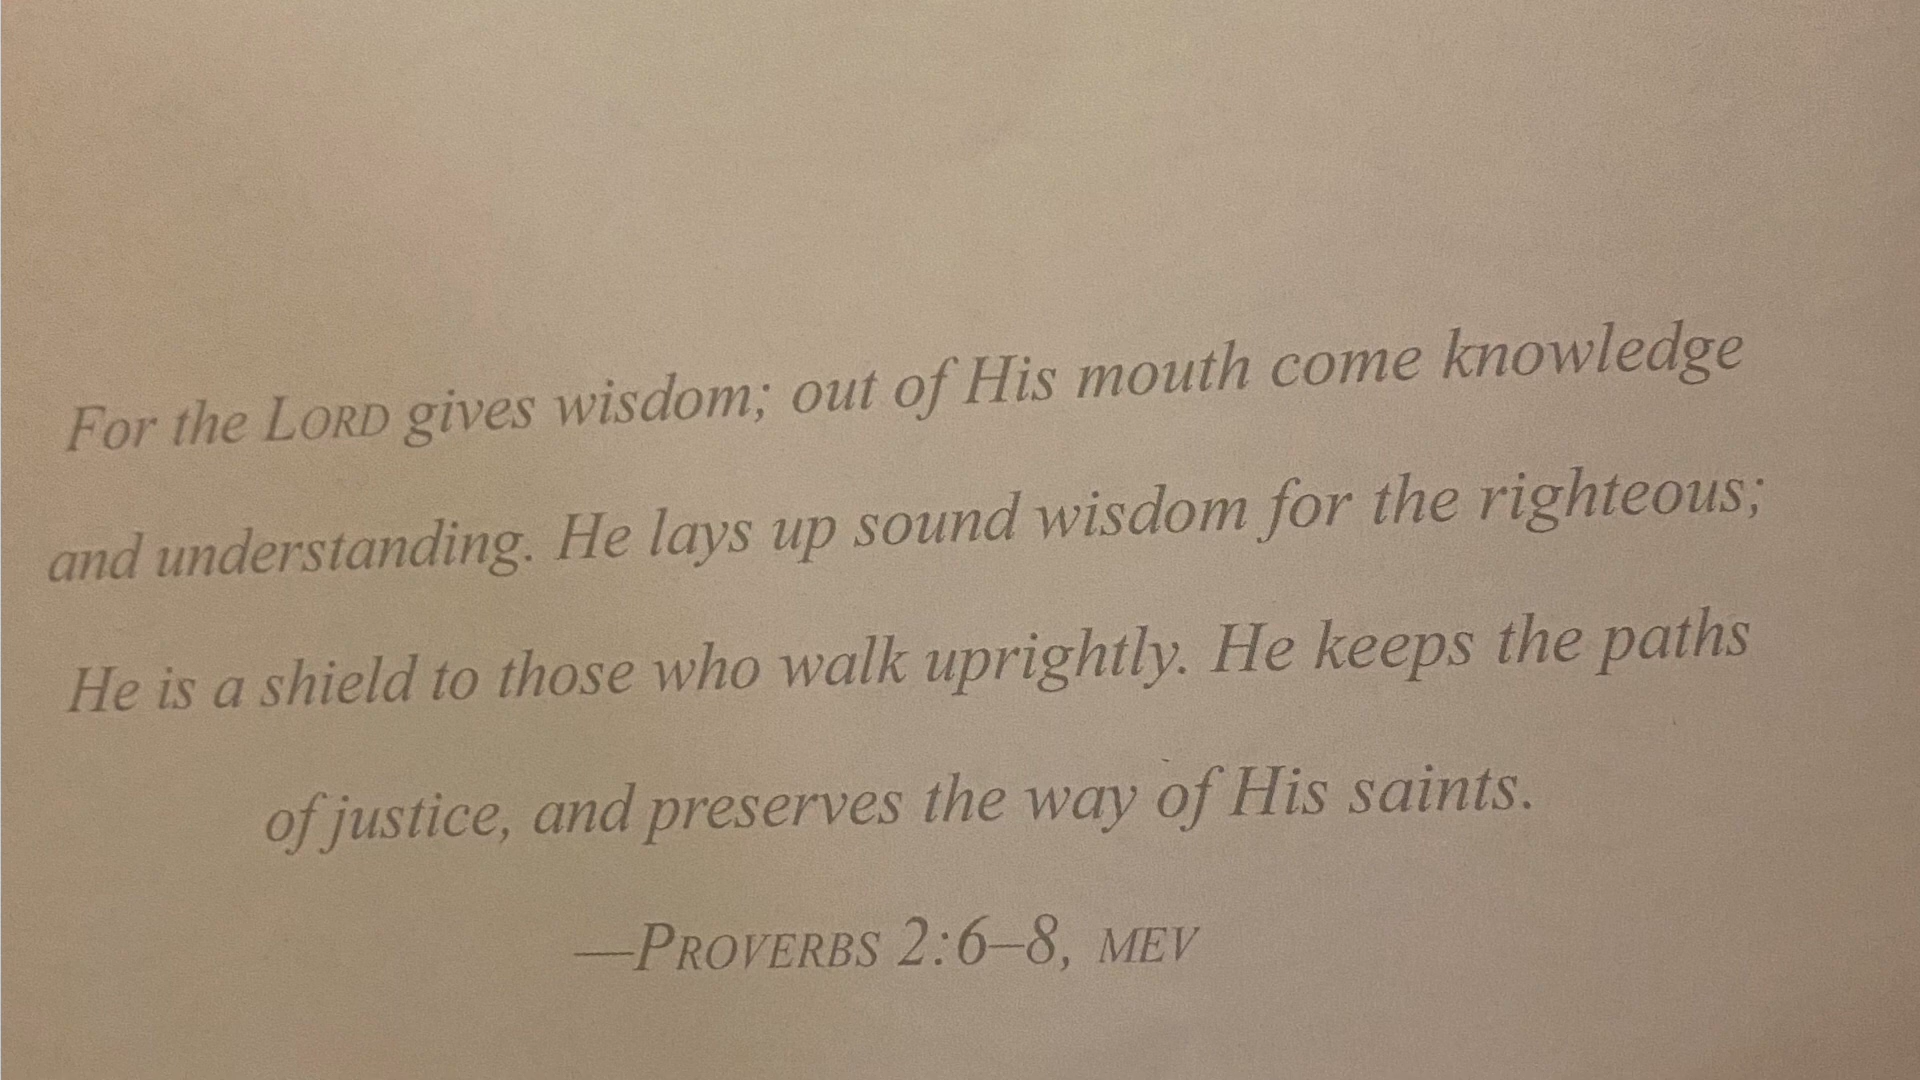 For the LORD gives wisdom; out of His mouth come knowledge
and understanding. He lays up sound wisdom for the righteous;
He is a shield to those who walk uprightly. He keeps the paths
of justice, and preserves the way of His saints.
—PROVERBS 2:6–8, MEV